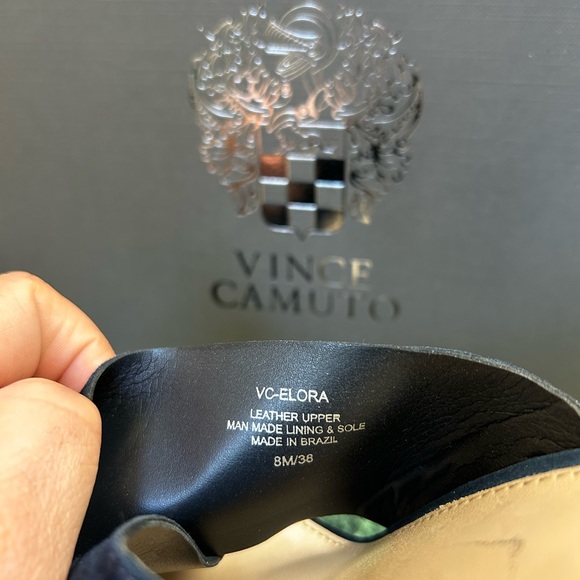 VINCE
CAMUTO
VC-ELORA
LEATHER UPPER
MAN MADE LINING & SOLE
MADE IN BRAZIL
8M/38